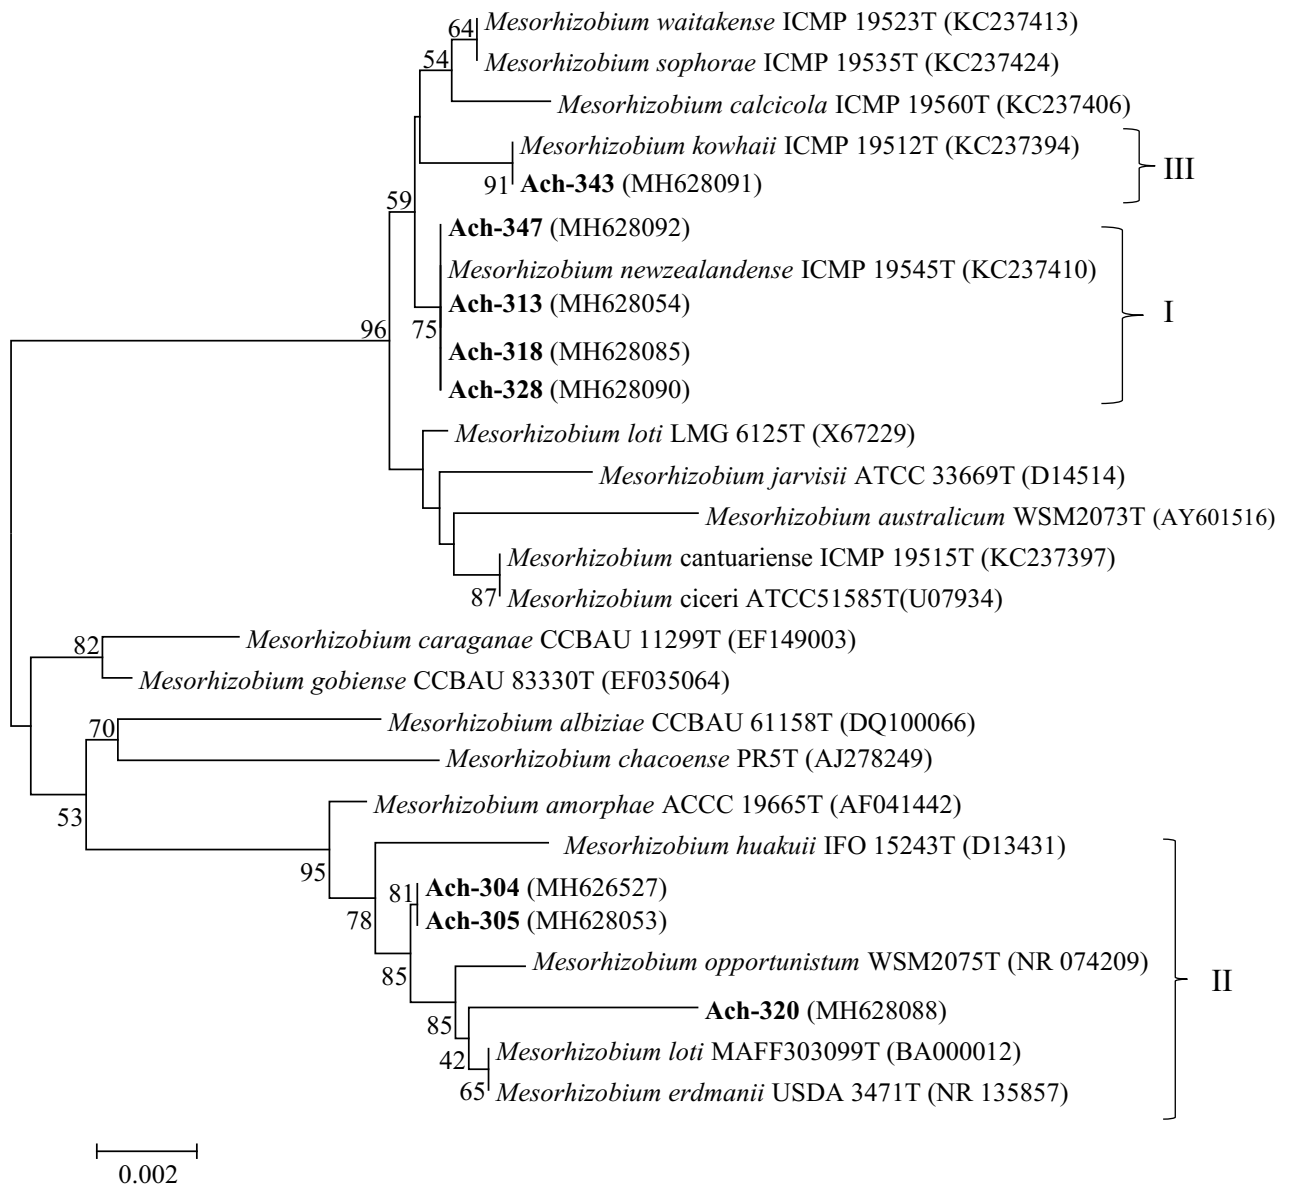 64
Mesorhizobium waitakense ICMP 19523T (KC237413)
54
Mesorhizobium sophorae ICMP 19535T (KC237424)
Mesorhizobium calcicola ICMP 19560T (KC237406)
Mesorhizobium kowhaii ICMP 19512T (KC237394)
III
91
Ach-343 (MH628091)
59
Ach-347 (MH628092)
Mesorhizobium newzealandense ICMP 19545T (KC237410)
Ach-313 (MH628054)
I
96
75
Ach-318 (MH628085)
Ach-328 (MH628090)
Mesorhizobium loti LMG 6125T (X67229)
Mesorhizobium jarvisii ATCC 33669T (D14514)
Mesorhizobium australicum WSM2073T (AY601516)
Mesorhizobium cantuariense ICMP 19515T (KC237397)
87
Mesorhizobium ciceri ATCC51585T(U07934)
82
Mesorhizobium caraganae CCBAU 11299T (EF149003)
Mesorhizobium gobiense CCBAU 83330T (EF035064)
70
Mesorhizobium albiziae CCBAU 61158T (DQ100066)
Mesorhizobium chacoense PR5T (AJ278249)
53
Mesorhizobium amorphae ACCC 19665T (AF041442)
Mesorhizobium huakuii IFO 15243T (D13431)
95
81
Ach-304 (MH626527)
78
Ach-305 (MH628053)
Mesorhizobium opportunistum WSM2075T (NR 074209)
85
II
Ach-320 (MH628088)
85
Mesorhizobium loti MAFF303099T (BA000012)
42
65
Mesorhizobium erdmanii USDA 3471T (NR 135857)
0.002